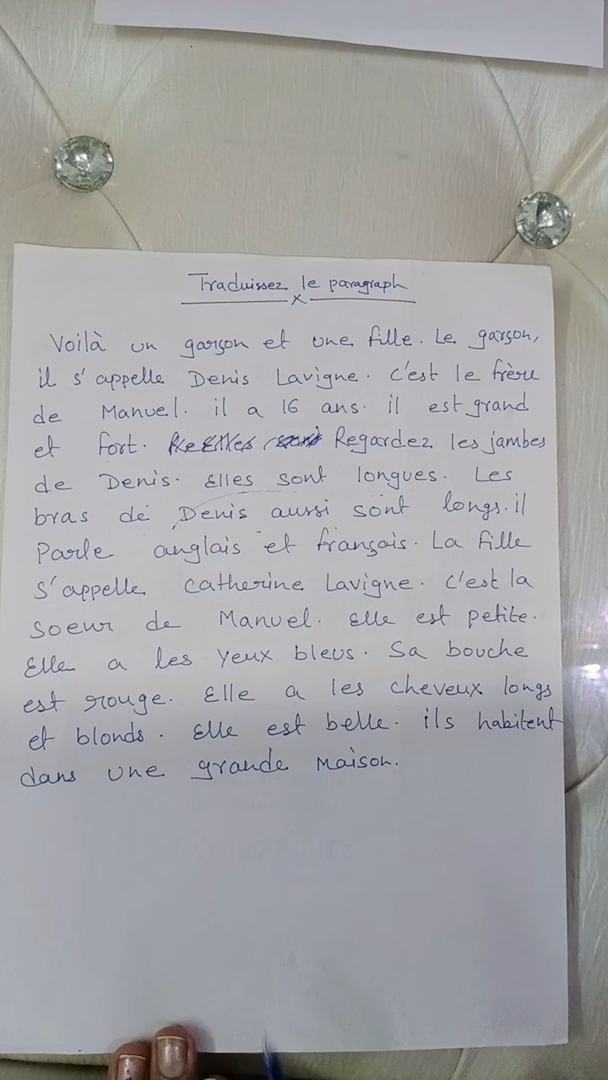 Traduissez le paragraph
x
Voilà un garçon et une fille. Le garçon,
il s'appelle Denis Lavigne. c'est le frère
de Manuel. il a 16 ans. il est grand
et fort. Regardez les jambes
de Denis. Elles sont longues. Les
bras de Denis aussi sont longs. il
Parle anglais et français. La fille
s'appelle Catherine Lavigne. C'est la
soeur de Manuel. Elle est petite.
Elle a les yeux bleus. Sa bouche
est rouge. Elle a les cheveux longs
et blonds. Elle est belle. ils habitent
dans une grande maison.